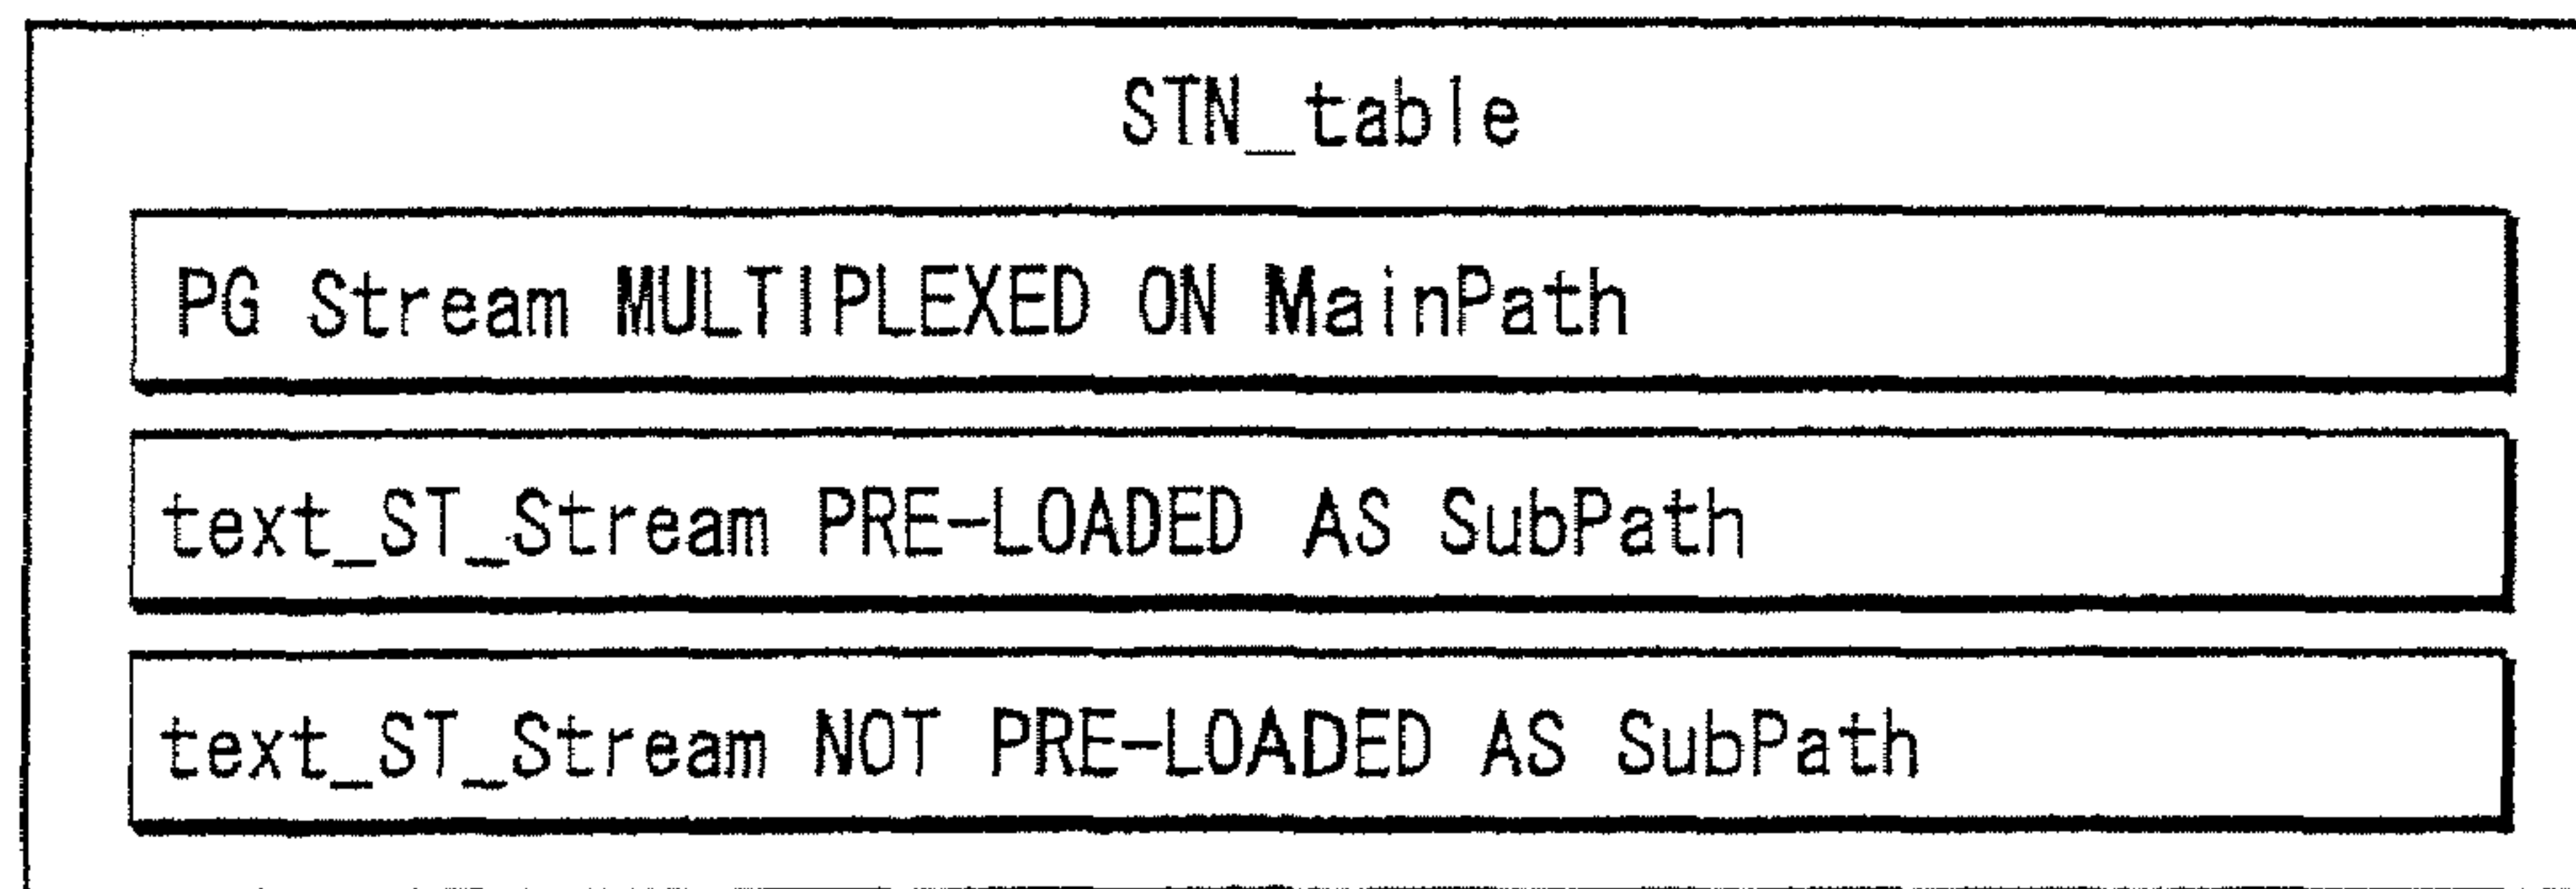 STN_table
PG Stream MULTIPLEXED ON MainPath
text_ST_Stream PRE-LOADED AS SubPath
text_ST_Stream NOT PRE-LOADED AS SubPath